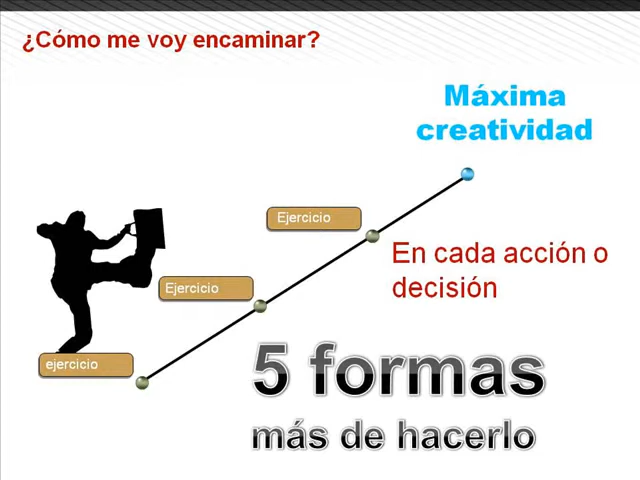 ¿Cómo me voy encaminar?
Máxima
creatividad
Ejercicio
En cada acción o
decisión
Ejercicio
ejercicio
5 formas
más de hacerlo